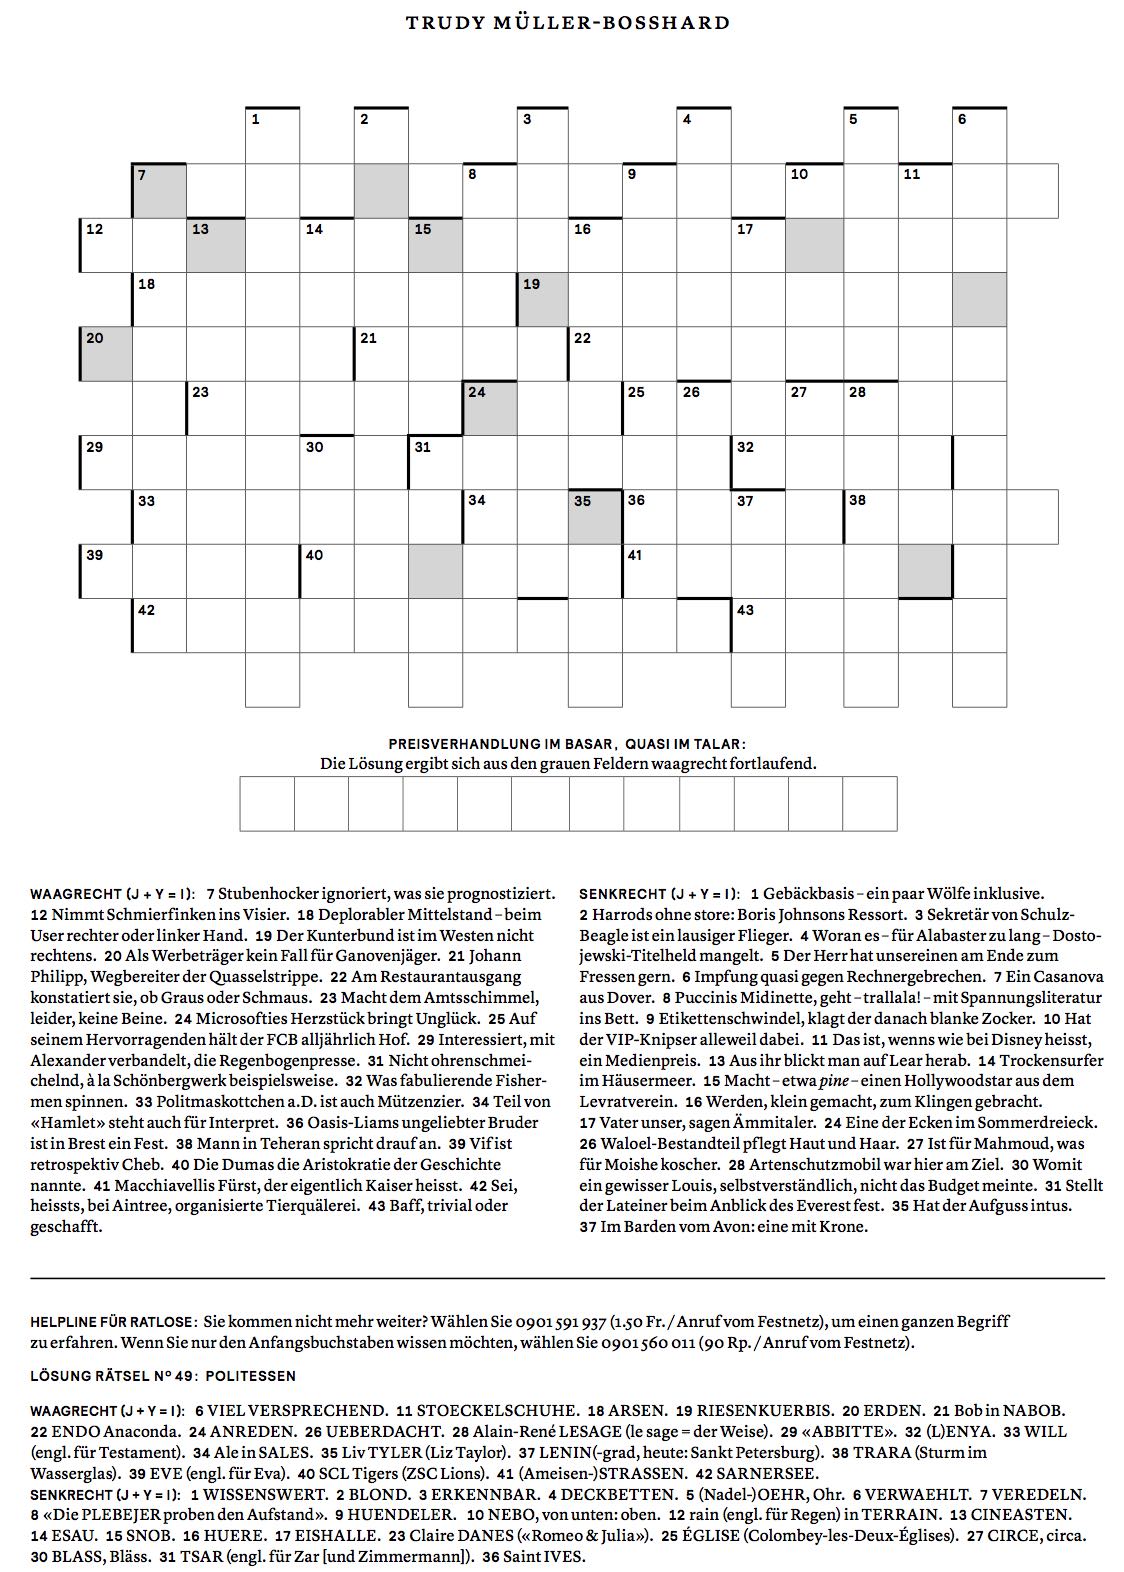 TRUDY MÜLLER-BOSSHARD
1 2 3 4 5 6
7 8 9 10 11
12 13 14 15 16 17
18 19
20 21 22
23 24 25 26 27 28
29 30 31 32
33 34 35 36 37 38
39 40 41
42 43
PREISVERHANDLUNG IM BASAR, QUASI IM TALAR:
Die Lösung ergibt sich aus den grauen Feldern waagrecht fortlaufend.
WAAGRECHT (J + Y = I): 7 Stubenhocker ignoriert, was sie prognostiziert.
12 Nimmt Schmierfinken ins Visier. 18 Deplorabler Mittelstand – beim
User rechter oder linker Hand. 19 Der Kunterbund ist im Westen nicht
rechtens. 20 Als Werbeträger kein Fall für Ganovenjäger. 21 Johann
Philipp, Wegbereiter der Quasselstrippe. 22 Am Restaurantausgang
konstatiert sie, ob Graus oder Schmaus. 23 Macht dem Amtsschimmel,
leider, keine Beine. 24 Microsofties Herzstück bringt Unglück. 25 Auf
seinem Hervorragenden hält der FCB alljährlich Hof. 29 Interessiert, mit
Alexander verbandelt, die Regenbogenpresse. 31 Nicht ohrenschmei-
chelnd, à la Schönbergwerk beispielsweise. 32 Was fabulierende Fisher-
men spinnen. 33 Politmaskottchen a.D. ist auch Mützenzier. 34 Teil von
«Hamlet» steht auch für Interpret. 36 Oasis-Liams ungeliebter Bruder
ist in Brest ein Fest. 38 Mann in Teheran spricht drauf an. 39 Vif ist
retrospektiv Cheb. 40 Die Dumas die Aristokratie der Geschichte
nannte. 41 Macchiavellis Fürst, der eigentlich Kaiser heisst. 42 Sei,
heissts, bei Aintree, organisierte Tierquälerei. 43 Baff, trivial oder
geschafft.
SENKRECHT (J + Y = I): 1 Gebäckbasis – ein paar Wölfe inklusive.
2 Harrods ohne store: Boris Johnsons Ressort. 3 Sekretär von Schulz-
Beagle ist ein lausiger Flieger. 4 Woran es – für Alabaster zu lang – Dosto-
jewski-Titelheld mangelt. 5 Der Herr hat unsereinen am Ende zum
Fressen gern. 6 Impfung quasi gegen Rechnergebrechen. 7 Ein Casanova
aus Dover. 8 Puccinis Midinette, geht – trallala! – mit Spannungsliteratur
ins Bett. 9 Etikettenschwindel, klagt der danach blanke Zocker. 10 Hat
der VIP-Knipser alleweil dabei. 11 Das ist, wenns wie bei Disney heisst,
ein Medienpreis. 13 Aus ihr blickt man auf Lear herab. 14 Trockensurfer
im Häusermeer. 15 Macht – etwa pine – einen Hollywoodstar aus dem
Levratverein. 16 Werden, klein gemacht, zum Klingen gebracht.
17 Vater unser, sagen Ämmitaler. 24 Eine der Ecken im Sommerdreieck.
26 Waloel-Bestandteil pflegt Haut und Haar. 27 Ist für Mahmoud, was
für Moishe koscher. 28 Artenschutzmobil war hier am Ziel. 30 Womit
ein gewisser Louis, selbstverständlich, nicht das Budget meinte. 31 Stellt
der Lateiner beim Anblick des Everest fest. 35 Hat der Aufguss intus.
37 Im Barden vom Avon: eine mit Krone.
HELPLINE FÜR RATLOSE: Sie kommen nicht mehr weiter? Wählen Sie 0901 591 937 (1.50 Fr./Anruf vom Festnetz), um einen ganzen Begriff
zu erfahren. Wenn Sie nur den Anfangsbuchstaben wissen möchten, wählen Sie 0901 560 011 (90 Rp./Anruf vom Festnetz).
LÖSUNG RÄTSEL Nº 49: POLITESSEN
WAAGRECHT (J + Y = I): 6 VIELVERSPRECHEND. 11 STOECKELSCHUHE. 18 ARSEN. 19 RIESENKUERBIS. 20 ERDEN. 21 Bob in NABOB.
22 ENDO Anaconda. 24 ANREDEN. 26 UEBERDACHT. 28 Alain-René LESAGE (le sage = der Weise). 29 «ABBITTE». 32 (L)ENYA. 33 WILL
(engl. für Testament). 34 Ale in SALES. 35 Liv TYLER (Liz Taylor). 37 LENIN(-grad, heute: Sankt Petersburg). 38 TRARA (Sturm im
Wasserglas). 39 EVE (engl. für Eva). 40 SCL Tigers (ZSC Lions). 41 (Ameisen-)STRASSEN. 42 SARNERSEE.
SENKRECHT (J + Y = I): 1 WISSENSWERT. 2 BLOND. 3 ERKENNBAR. 4 DECKBETTEN. 5 (Nadel-)OEHR, Ohr. 6 VERWAEHLT. 7 VEREDELN.
8 «Die PLEBEJER proben den Aufstand». 9 HUENDELER. 10 NEBO, von unten: oben. 12 rain (engl. für Regen) in TERRAIN. 13 CINEASTEN.
14 ESAU. 15 SNOB. 16 HUERE. 17 EISHALLE. 23 Claire DANES («Romeo & Julia»). 25 ÉGLISE (Colombey-les-Deux-Églises). 27 CIRCE, circa.
30 BLASS, Bläss. 31 TSAR (engl. für Zar [und Zimmermann]). 36 Saint IVES.